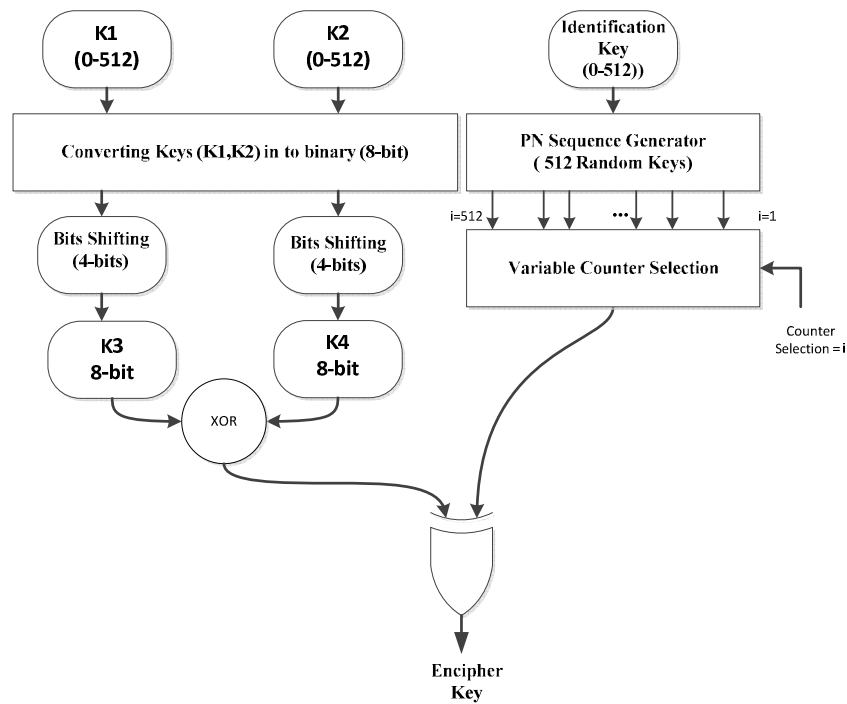 K1
(0-512)
K2
(0-512)
Identification
Key
(0-512))
Converting Keys (K1,K2) in to binary (8-bit)
PN Sequence Generator
( 512 Random Keys)
i=512
...
i=1
Bits Shifting
(4-bits)
Bits Shifting
(4-bits)
Variable Counter Selection
Counter
Selection = i
K3
8-bit
K4
8-bit
XOR
Encipher
Key